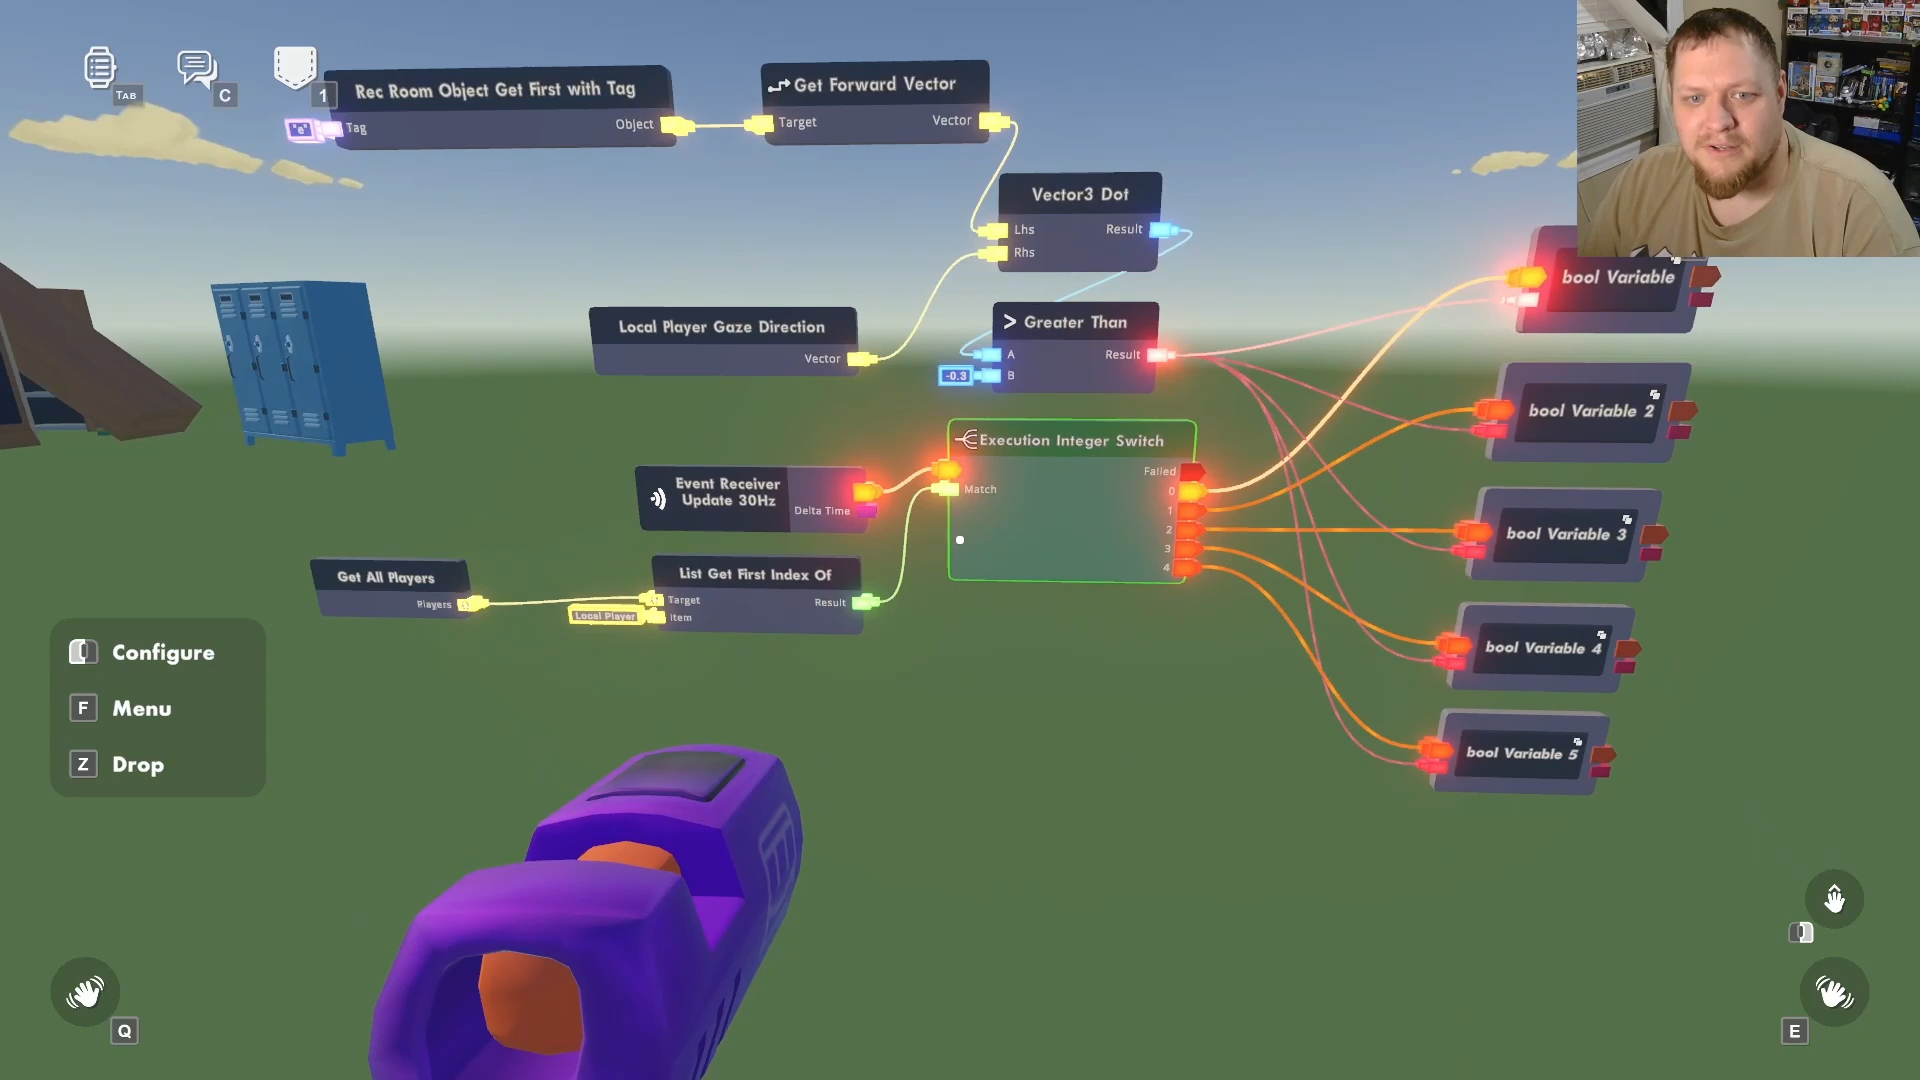 TAB
C
1
Rec Room Object Get First with Tag
"e"
Tag
Object
Get Forward Vector
Target
Vector
Vector3 Dot
Lhs
Result
Rhs
Local Player Gaze Direction
Vector
> Greater Than
A
Result
-0.3
B
bool Variable
bool Variable 2
bool Variable 3
bool Variable 4
bool Variable 5
Execution Integer Switch
Failed
Match
0
1
2
3
4
Event Receiver
Update 30Hz
Delta Time
Get All Players
Players
List Get First Index Of
Target
Result
Local Player
Item
Configure
F
Menu
Z
Drop
Q
E